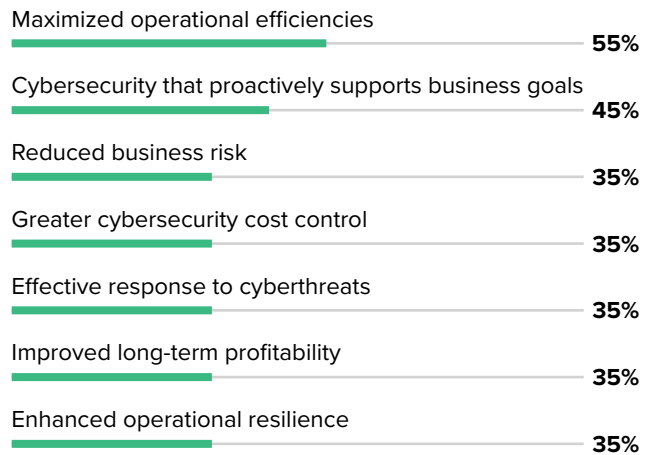 Maximized operational efficiencies
55%
Cybersecurity that proactively supports business goals
45%
Reduced business risk
35%
Greater cybersecurity cost control
35%
Effective response to cyberthreats
35%
Improved long-term profitability
35%
Enhanced operational resilience
35%